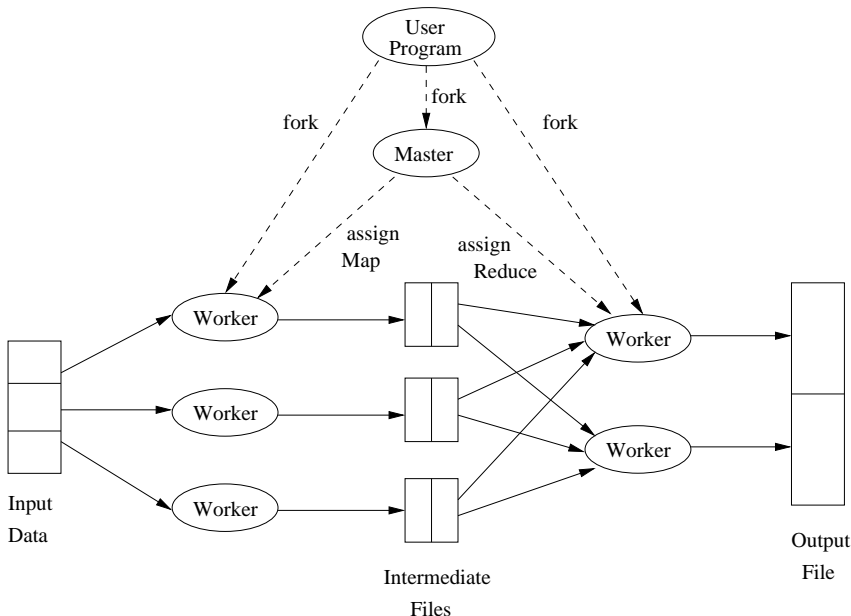 User
Program
fork
fork
fork
Master
assign
Map
assign
Reduce
Worker
Worker
Worker
Worker
Worker
Input
Data
Intermediate
Files
Output
File